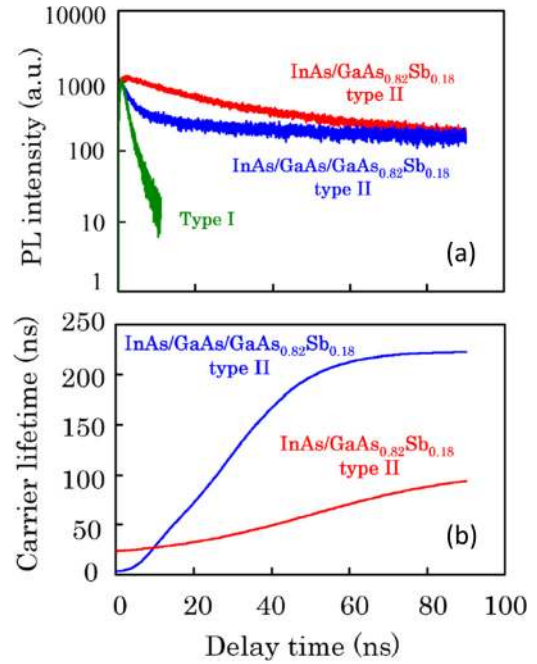 10000
1000
100
10
1
PL intensity (a.u.)
InAs/GaAs₀.₈₂Sb₀.₁₈
type II
InAs/GaAs/GaAs₀.₈₂Sb₀.₁₈
type II
Type I
(a)
250
200
150
100
50
0
Carrier lifetime (ns)
InAs/GaAs/GaAs₀.₈₂Sb₀.₁₈
type II
InAs/GaAs₀.₈₂Sb₀.₁₈
type II
(b)
0 20 40 60 80 100
Delay time (ns)